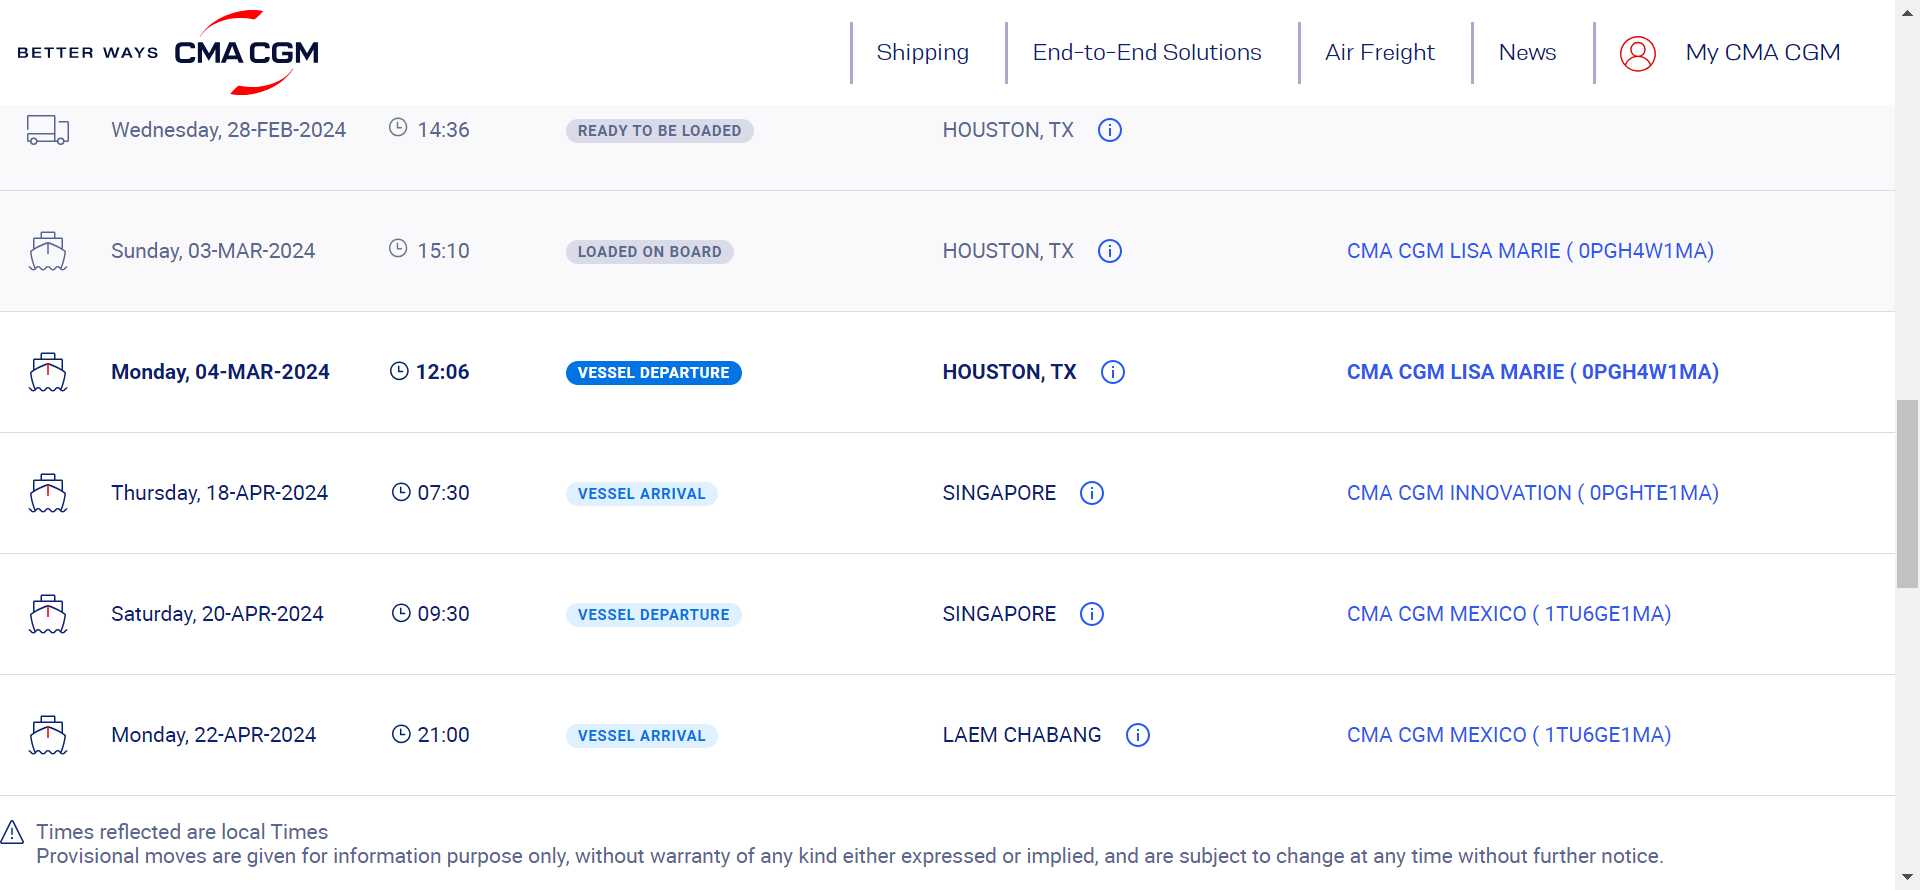 BETTER WAYS CMA CGM Shipping End-to-End Solutions Air Freight News My CMA CGM
Wednesday, 28-FEB-2024 14:36 READY TO BE LOADED HOUSTON, TX
Sunday, 03-MAR-2024 15:10 LOADED ON BOARD HOUSTON, TX CMA CGM LISA MARIE ( 0PGH4W1MA)
Monday, 04-MAR-2024 12:06 VESSEL DEPARTURE HOUSTON, TX CMA CGM LISA MARIE ( 0PGH4W1MA)
Thursday, 18-APR-2024 07:30 VESSEL ARRIVAL SINGAPORE CMA CGM INNOVATION ( 0PGHTE1MA)
Saturday, 20-APR-2024 09:30 VESSEL DEPARTURE SINGAPORE CMA CGM MEXICO ( 1TU6GE1MA)
Monday, 22-APR-2024 21:00 VESSEL ARRIVAL LAEM CHABANG CMA CGM MEXICO ( 1TU6GE1MA)
Times reflected are local Times
Provisional moves are given for information purpose only, without warranty of any kind either expressed or implied, and are subject to change at any time without further notice.